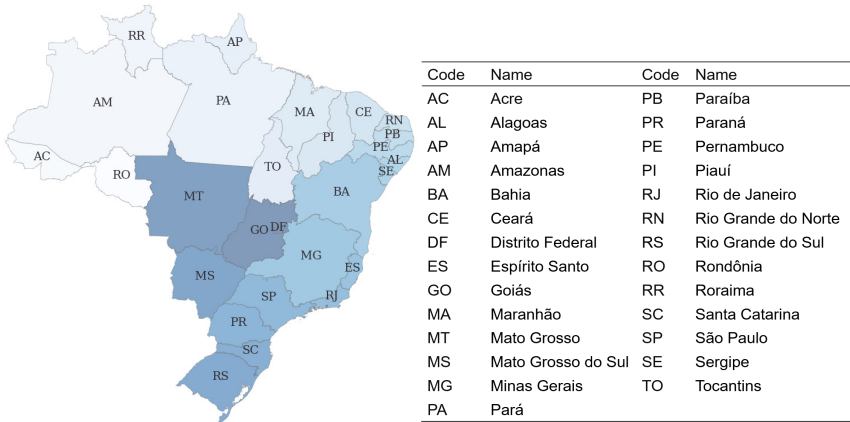 RR
AP
AM
PA
MA
CE
RN
PB
PI
PE
AL
SE
AC
RO
TO
BA
MT
GO
DF
MG
ES
MS
SP
RJ
PR
SC
RS
Code Name Code Name
AC Acre PB Paraíba
AL Alagoas PR Paraná
AP Amapá PE Pernambuco
AM Amazonas PI Piauí
BA Bahia RJ Rio de Janeiro
CE Ceará RN Rio Grande do Norte
DF Distrito Federal RS Rio Grande do Sul
ES Espírito Santo RO Rondônia
GO Goiás RR Roraima
MA Maranhão SC Santa Catarina
MT Mato Grosso SP São Paulo
MS Mato Grosso do Sul SE Sergipe
MG Minas Gerais TO Tocantins
PA Pará